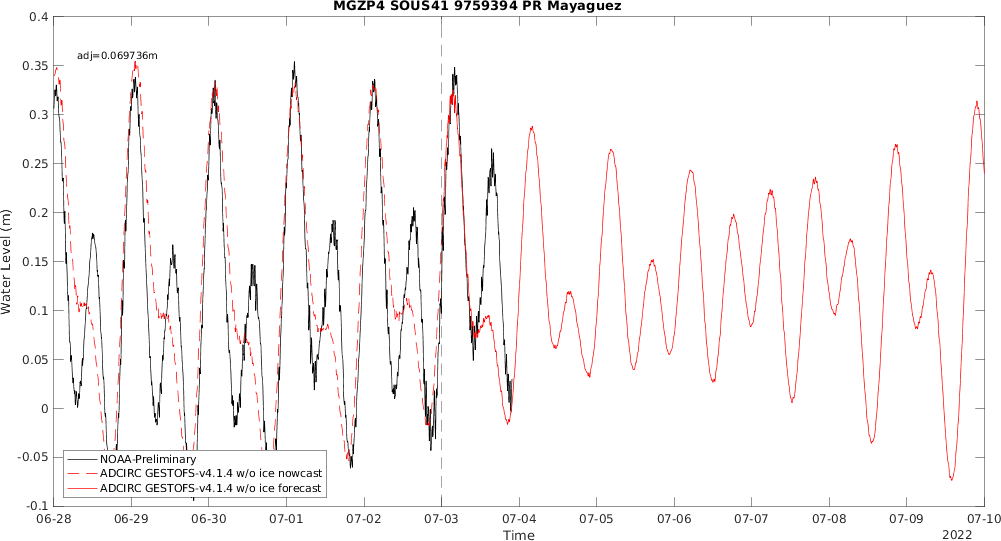 MGZP4 SOUS41 9759394 PR Mayaguez
adj=0.069736m
Water Level (m)
0.4
0.35
0.3
0.25
0.2
0.15
0.1
0.05
0
-0.05
-0.1
NOAA-Preliminary
ADCIRC GESTOFS-v4.1.4 w/o ice nowcast
ADCIRC GESTOFS-v4.1.4 w/o ice forecast
06-28 06-29 06-30 07-01 07-02 07-03 07-04 07-05 07-06 07-07 07-08 07-09 07-10
Time
2022